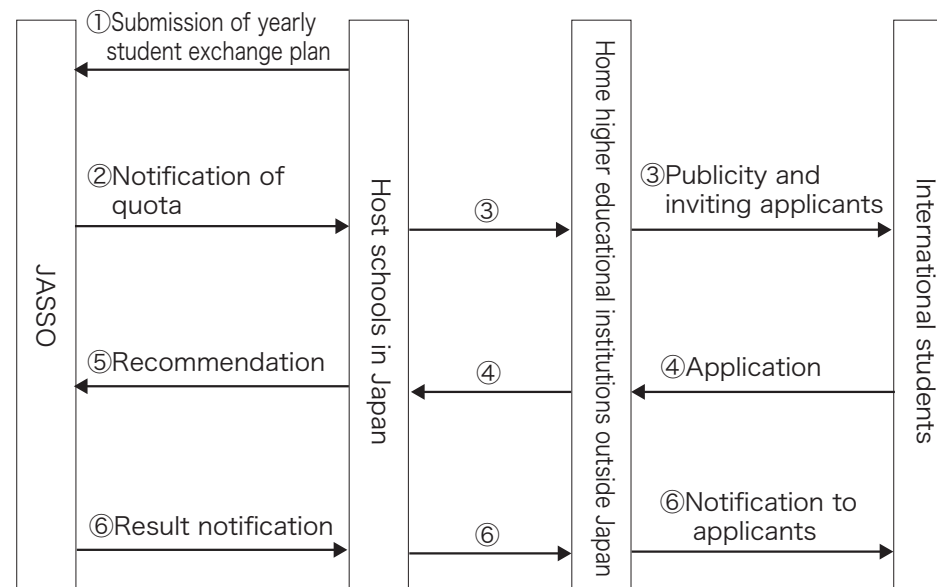 ①Submission of yearly
student exchange plan
②Notification of
quota
③
③Publicity and
inviting applicants
JASSO
Host schools in Japan
Home higher educational institutions outside Japan
International students
⑤Recommendation
④
④Application
⑥Result notification
⑥
⑥Notification to
applicants